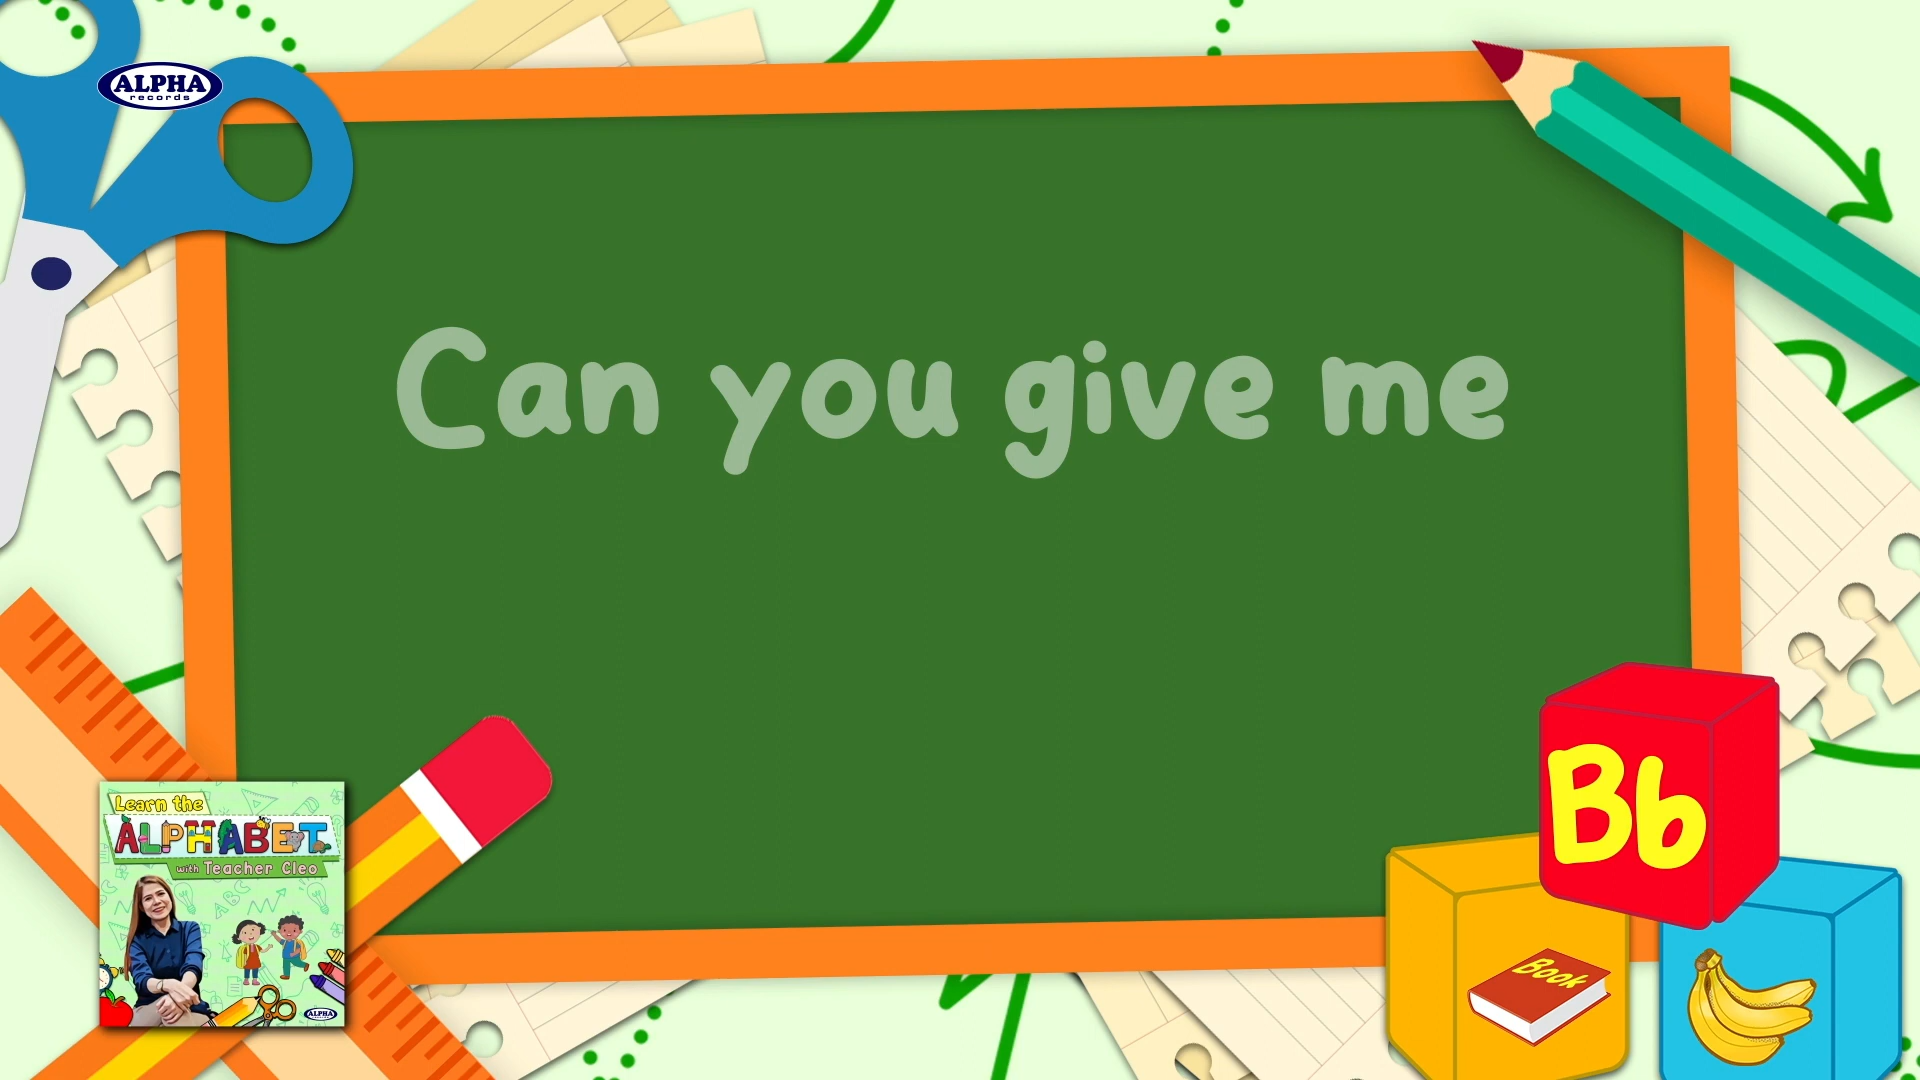 ALPHA
records
Can you give me
Bb
Book
Learn the
ALPHABET
with Teacher Cleo
ALPHA